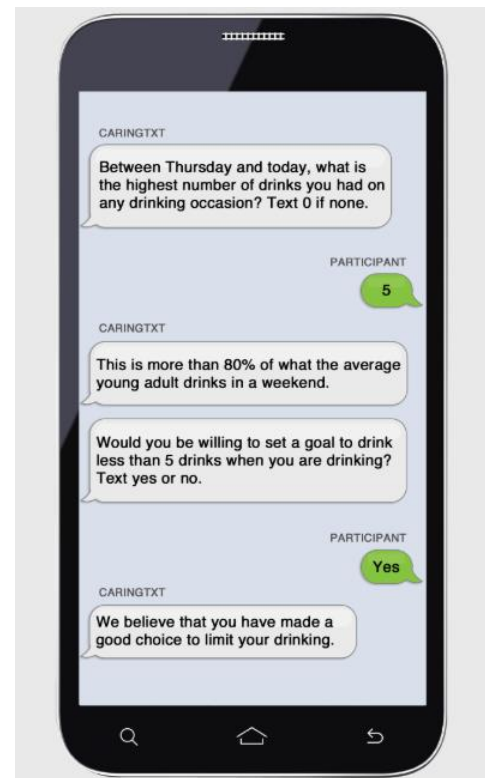 CARINGTXT
Between Thursday and today, what is
the highest number of drinks you had on
any drinking occasion? Text 0 if none.
PARTICIPANT
5
CARINGTXT
This is more than 80% of what the average
young adult drinks in a weekend.
Would you be willing to set a goal to drink
less than 5 drinks when you are drinking?
Text yes or no.
PARTICIPANT
Yes
CARINGTXT
We believe that you have made a
good choice to limit your drinking.